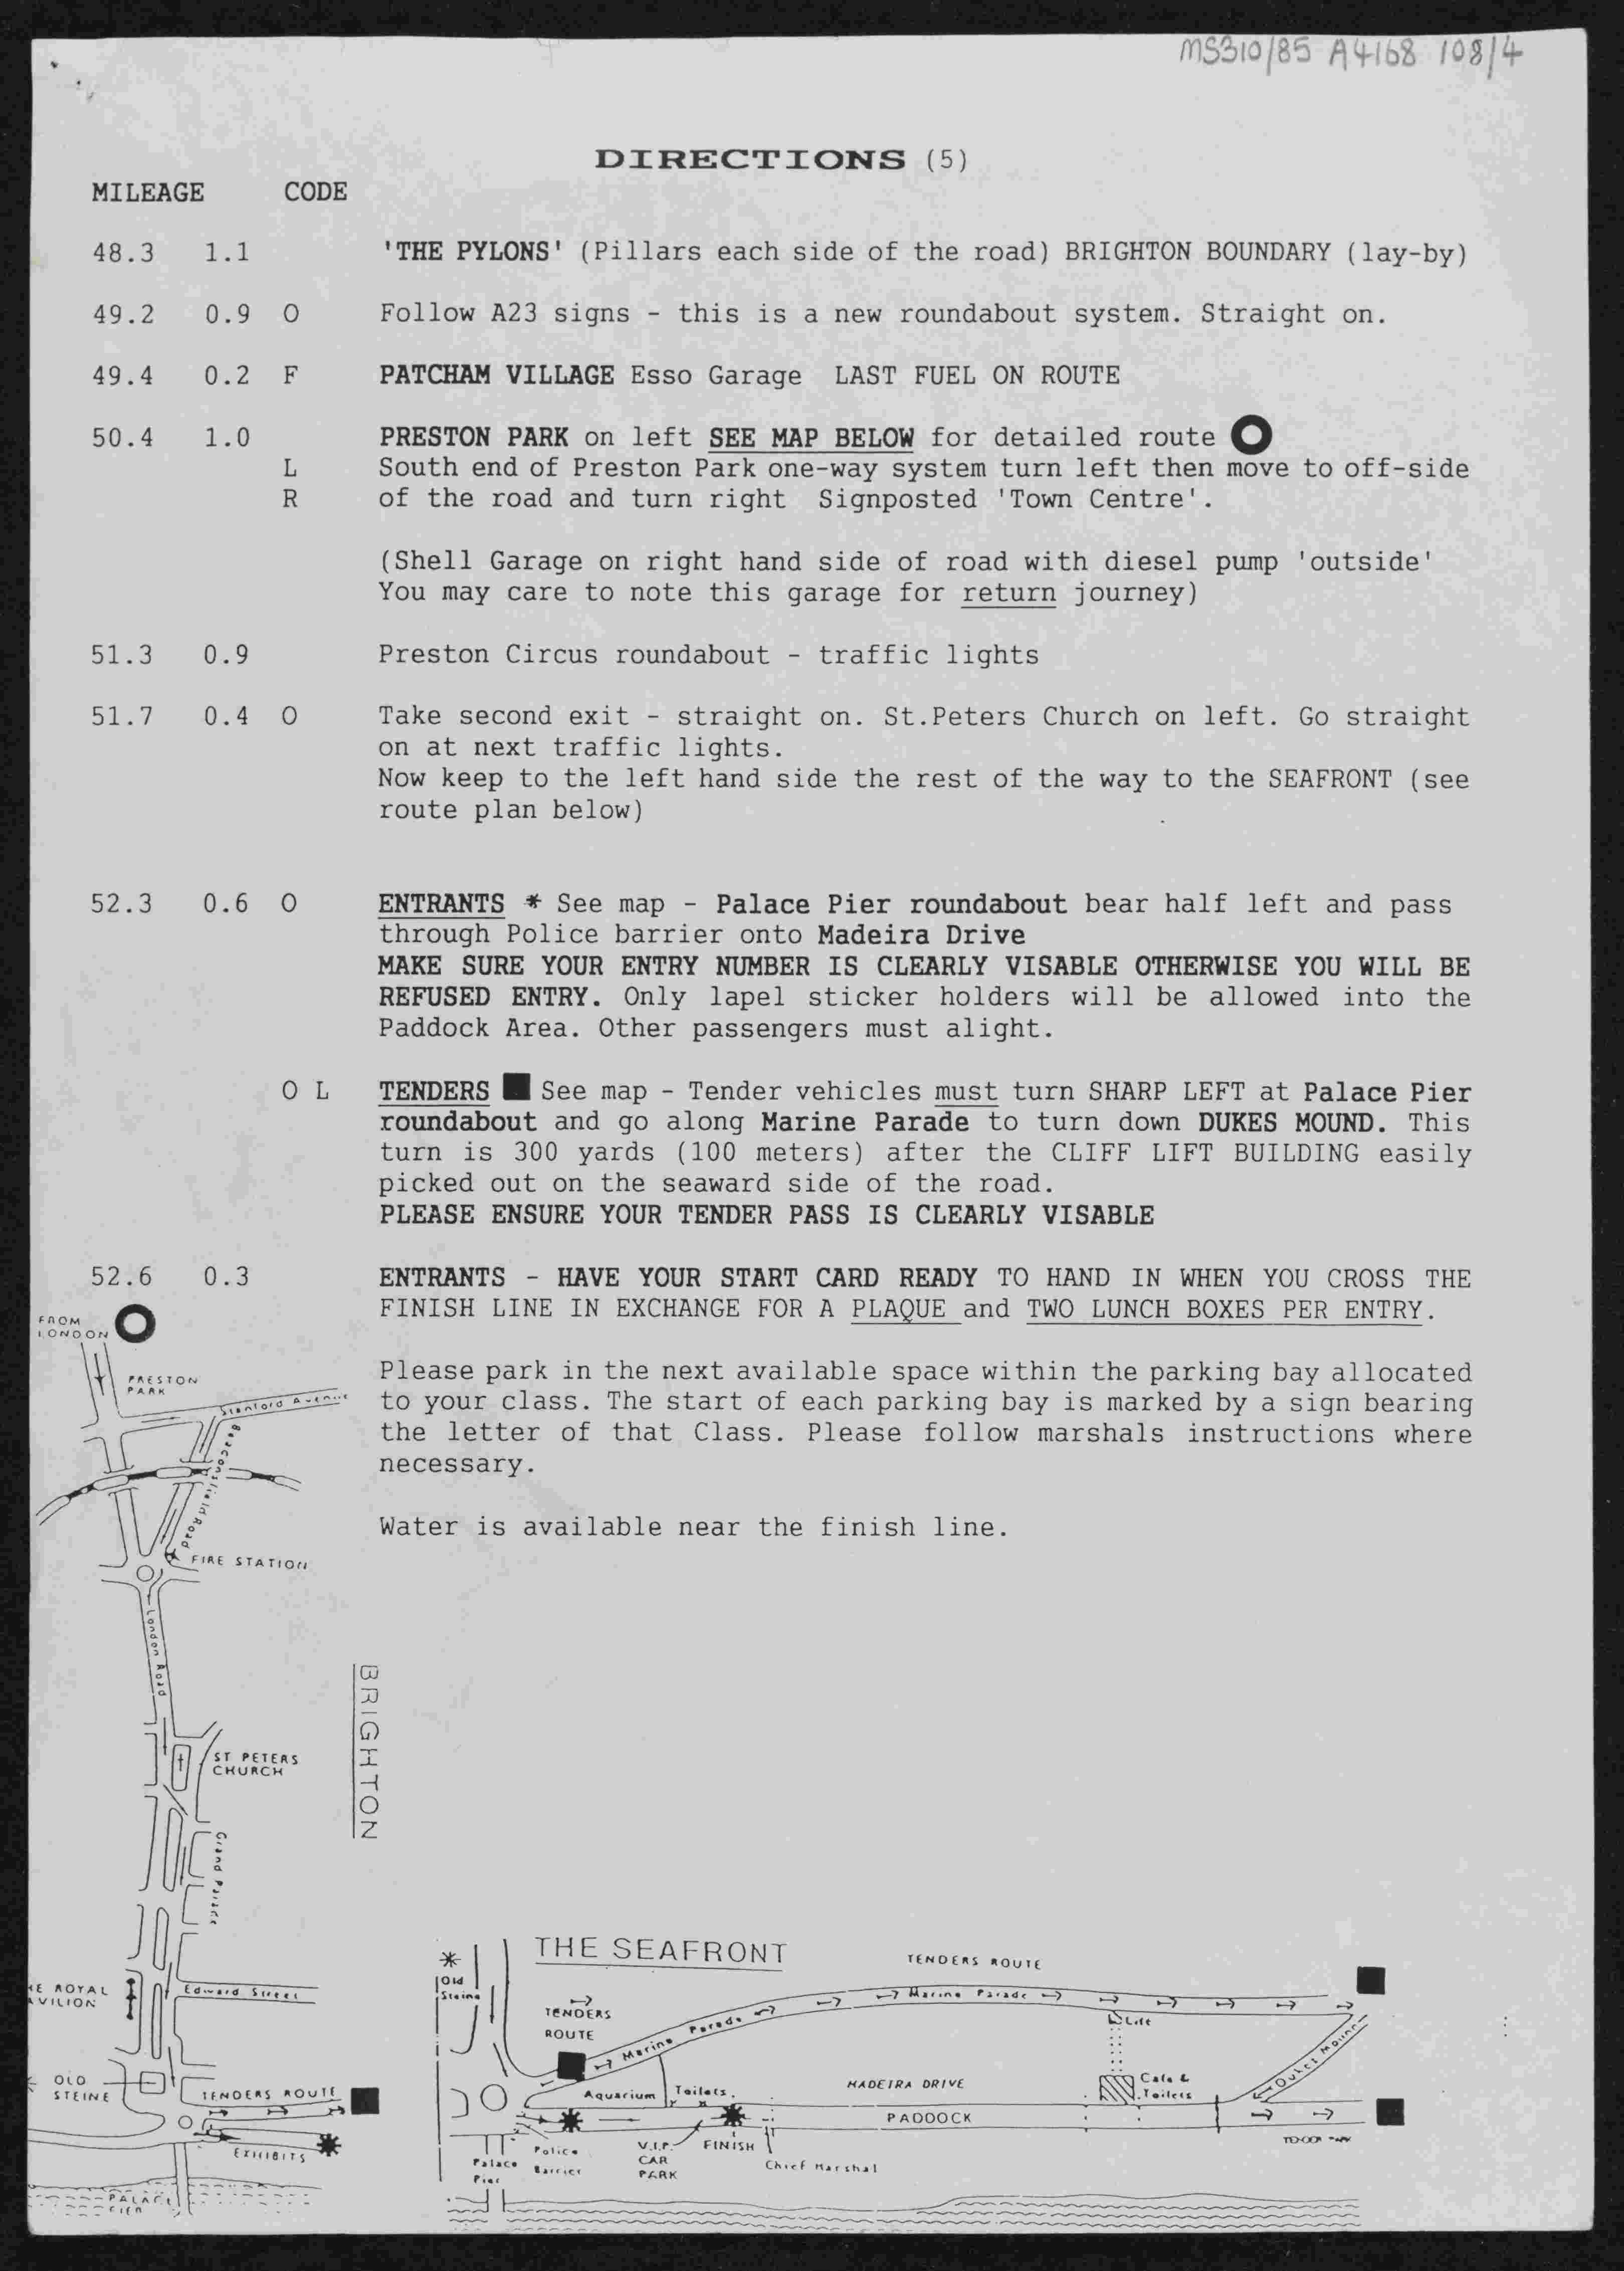 MS310/85 A4168 108/4
DIRECTIONS (5)
MILEAGE CODE
48.3 1.1 'THE PYLONS' (Pillars each side of the road) BRIGHTON BOUNDARY (lay-by)
49.2 0.9 O Follow A23 signs - this is a new roundabout system. Straight on.
49.4 0.2 F PATCHAM VILLAGE Esso Garage LAST FUEL ON ROUTE
50.4 1.0 PRESTON PARK on left SEE MAP BELOW for detailed route
L South end of Preston Park one-way system turn left then move to off-side
R of the road and turn right Signposted 'Town Centre'.
(Shell Garage on right hand side of road with diesel pump 'outside'
You may care to note this garage for return journey)
51.3 0.9 Preston Circus roundabout - traffic lights
51.7 0.4 O Take second exit - straight on. St.Peters Church on left. Go straight
on at next traffic lights.
Now keep to the left hand side the rest of the way to the SEAFRONT (see
route plan below)
52.3 0.6 O ENTRANTS * See map - Palace Pier roundabout bear half left and pass
through Police barrier onto Madeira Drive
MAKE SURE YOUR ENTRY NUMBER IS CLEARLY VISABLE OTHERWISE YOU WILL BE
REFUSED ENTRY. Only lapel sticker holders will be allowed into the
Paddock Area. Other passengers must alight.
O L TENDERS ■ See map - Tender vehicles must turn SHARP LEFT at Palace Pier
roundabout and go along Marine Parade to turn down DUKES MOUND. This
turn is 300 yards (100 meters) after the CLIFF LIFT BUILDING easily
picked out on the seaward side of the road.
PLEASE ENSURE YOUR TENDER PASS IS CLEARLY VISABLE
52.6 0.3 ENTRANTS - HAVE YOUR START CARD READY TO HAND IN WHEN YOU CROSS THE
FINISH LINE IN EXCHANGE FOR A PLAQUE and TWO LUNCH BOXES PER ENTRY.
Please park in the next available space within the parking bay allocated
to your class. The start of each parking bay is marked by a sign bearing
the letter of that Class. Please follow marshals instructions where
necessary.
Water is available near the finish line.
FROM
LONDON
PRESTON
PARK
Stanford Avenue
Beaconsfield Road
FIRE STATION
London Road
BRIGHTON
ST PETERS
CHURCH
Grand Parade
HE ROYAL
AVILION
Edward Street
OLD
STEINE
TENDERS ROUTE
EXHIBITS
PALACE
PIER
THE SEAFRONT
*
Old
Steine
TENDERS
ROUTE
TENDERS ROUTE
Marine Parade
Marine Parade
Lift
Dukes Mound
Cafe &
Toilets
Aquarium
Toilets
MADEIRA DRIVE
PADDOCK
Palace
Pier
Police
Barrier
V.I.P.
CAR
PARK
FINISH
Chief Marshal